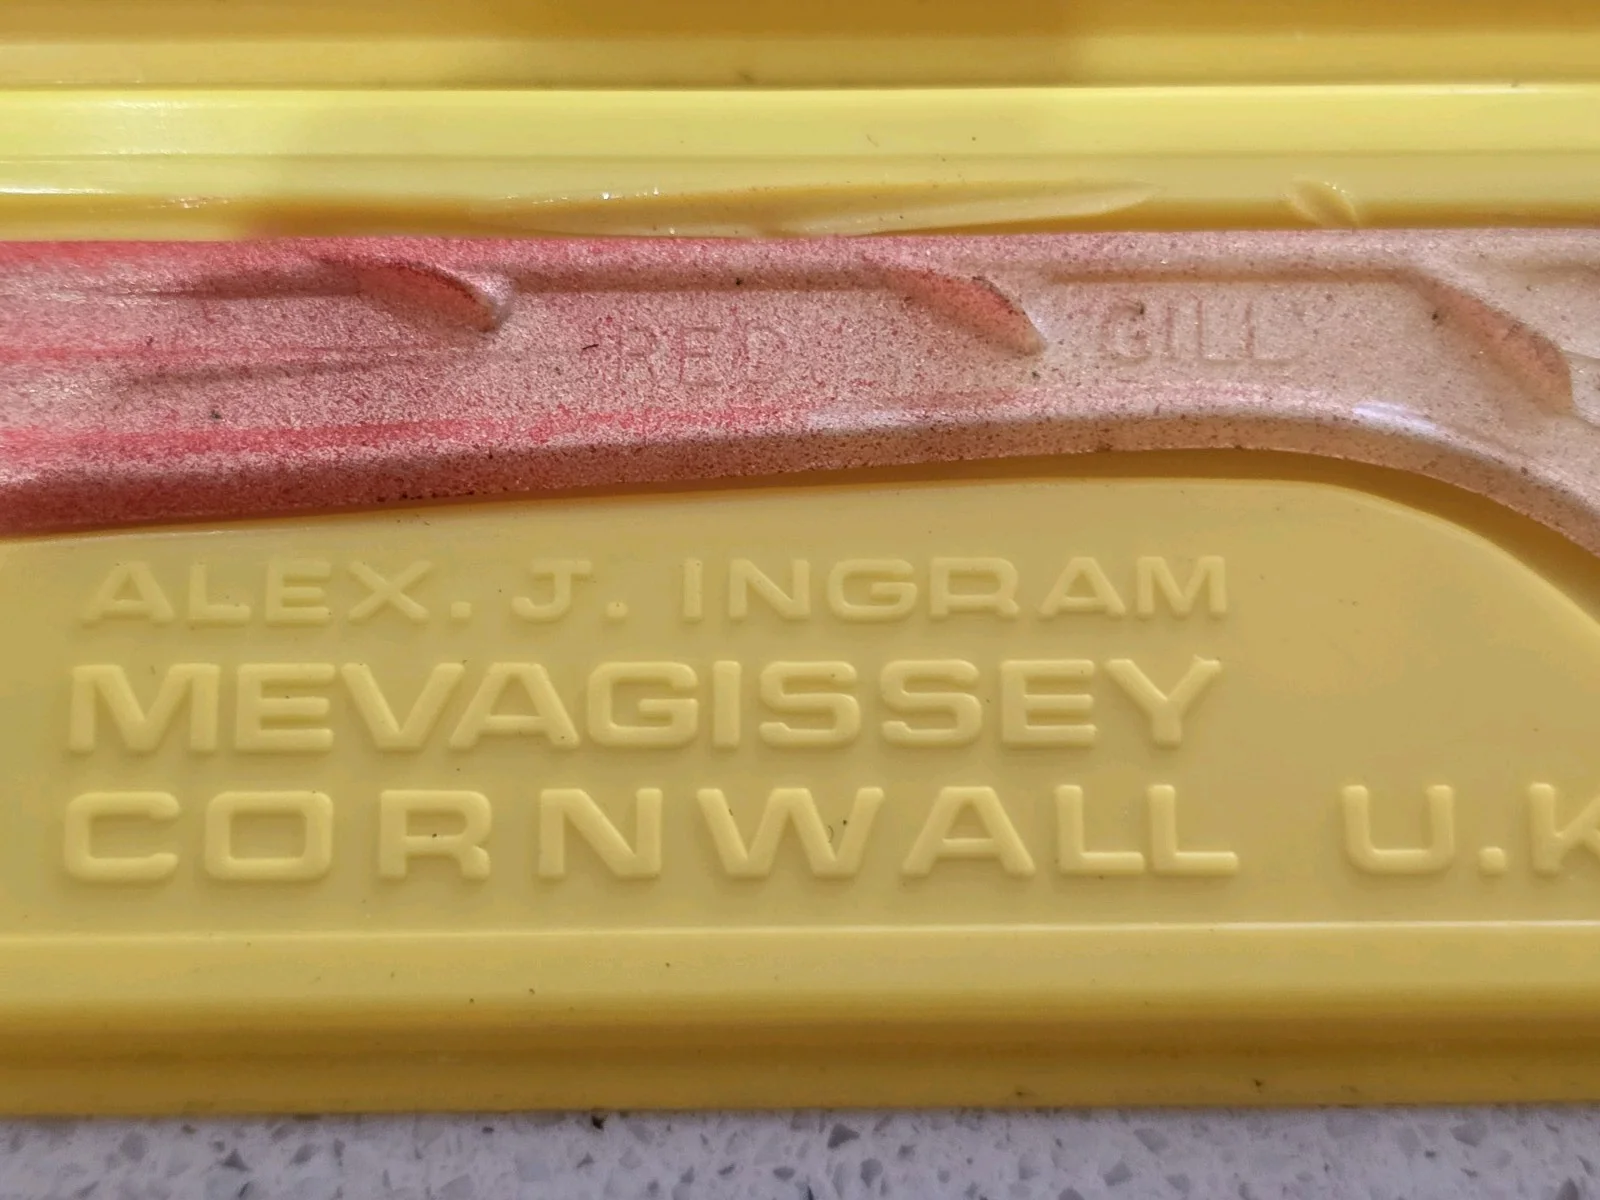 RED GILL
ALEX. J. INGRAM
MEVAGISSEY
CORNWALL U.K